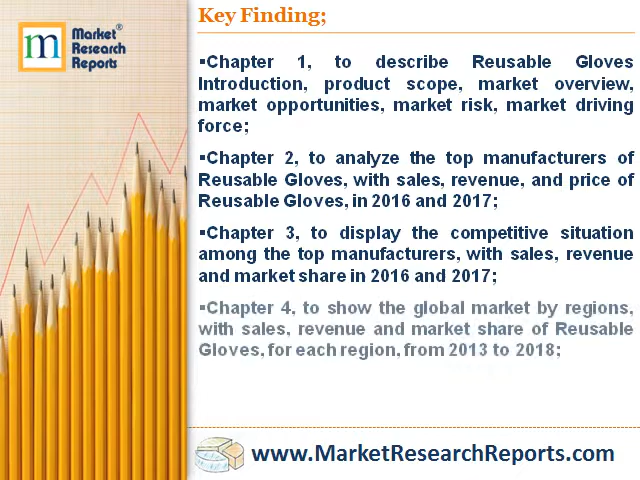 Key Finding;
m
Market®
Research
Reports
▪Chapter 1, to describe Reusable Gloves
Introduction, product scope, market overview,
market opportunities, market risk, market driving
force;
▪Chapter 2, to analyze the top manufacturers of
Reusable Gloves, with sales, revenue, and price of
Reusable Gloves, in 2016 and 2017;
▪Chapter 3, to display the competitive situation
among the top manufacturers, with sales, revenue
and market share in 2016 and 2017;
▪Chapter 4, to show the global market by regions,
with sales, revenue and market share of Reusable
Gloves, for each region, from 2013 to 2018;
www.MarketResearchReports.com